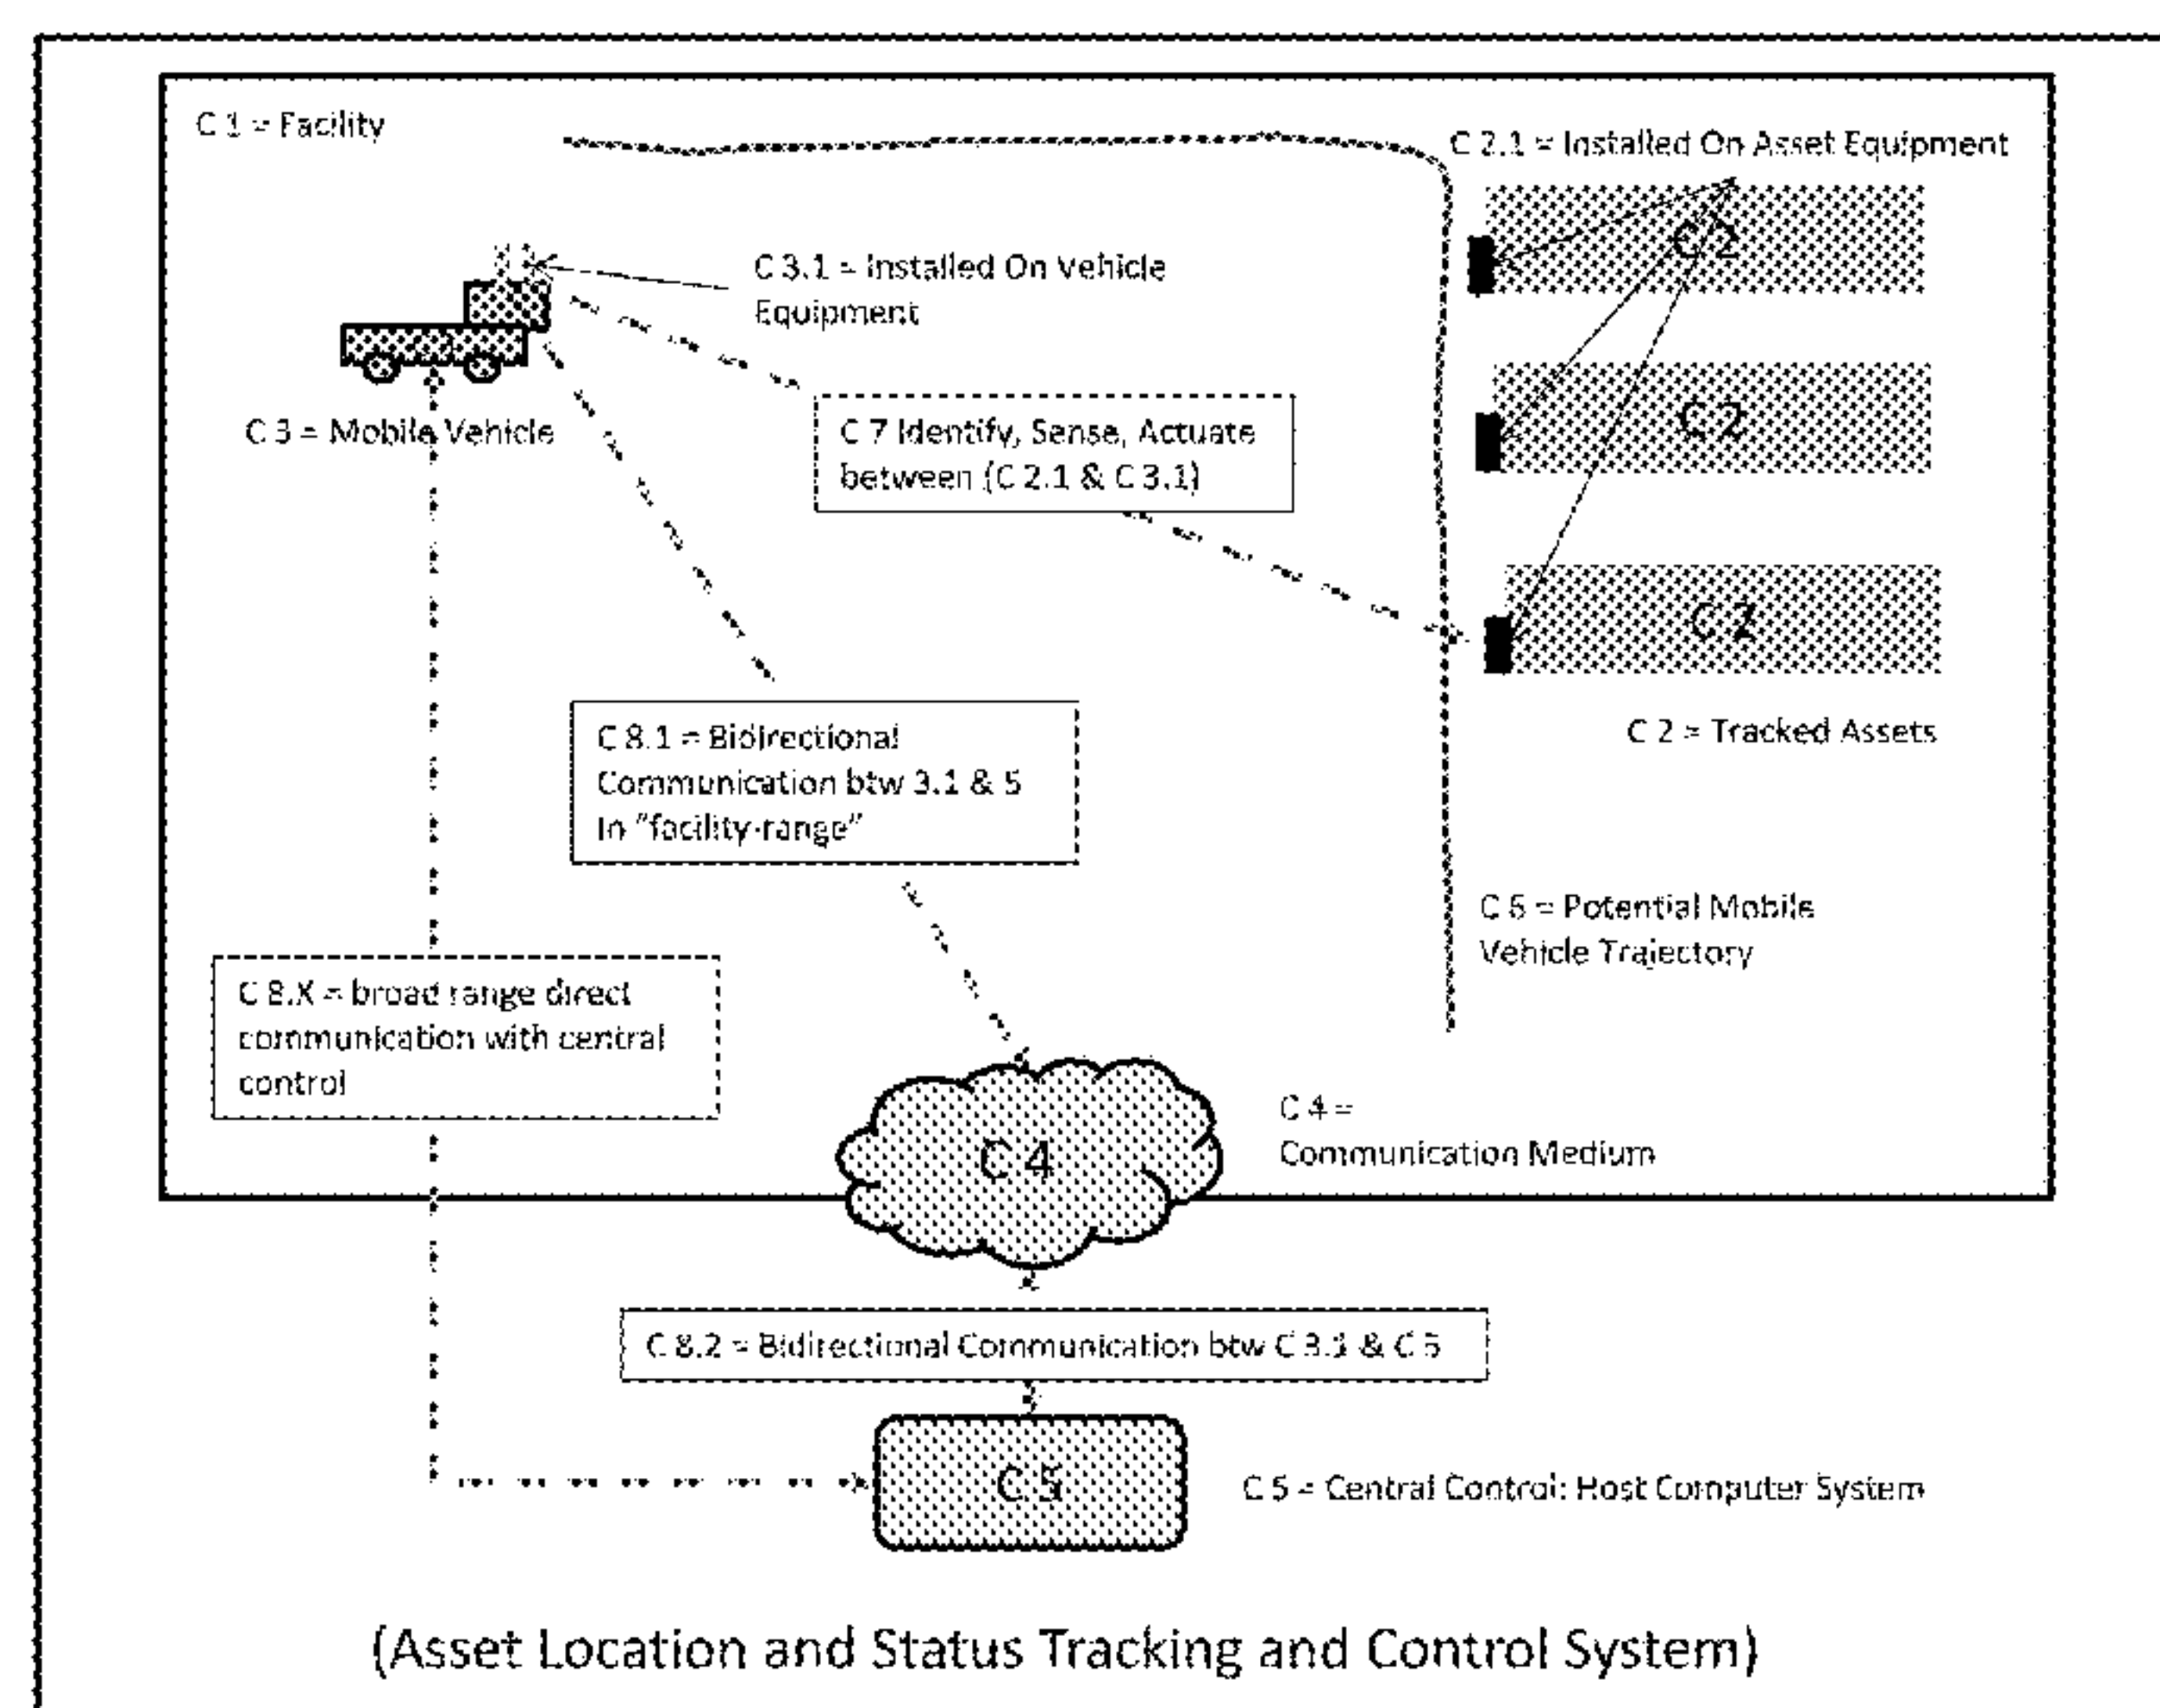 C 1 = Facility
C 2.1 = Installed On Asset Equipment
C 2
C 3.1 = Installed On Vehicle
Equipment
C 3 = Mobile Vehicle
C 7 Identify, Sense, Actuate
between (C 2.1 & C 3.1)
C 2
C 2
C 2 = Tracked Assets
C 8.1 = Bidirectional
Communication btw 3.1 & 5
In “facility-range”
C 6 = Potential Mobile
Vehicle Trajectory
C 8.X = broad range direct
communication with central
control
C 4 =
Communication Medium
C 4
C 8.2 = Bidirectional Communication btw C 3.1 & C 5
C 5
C 5 = Central Control: Host Computer System
(Asset Location and Status Tracking and Control System)